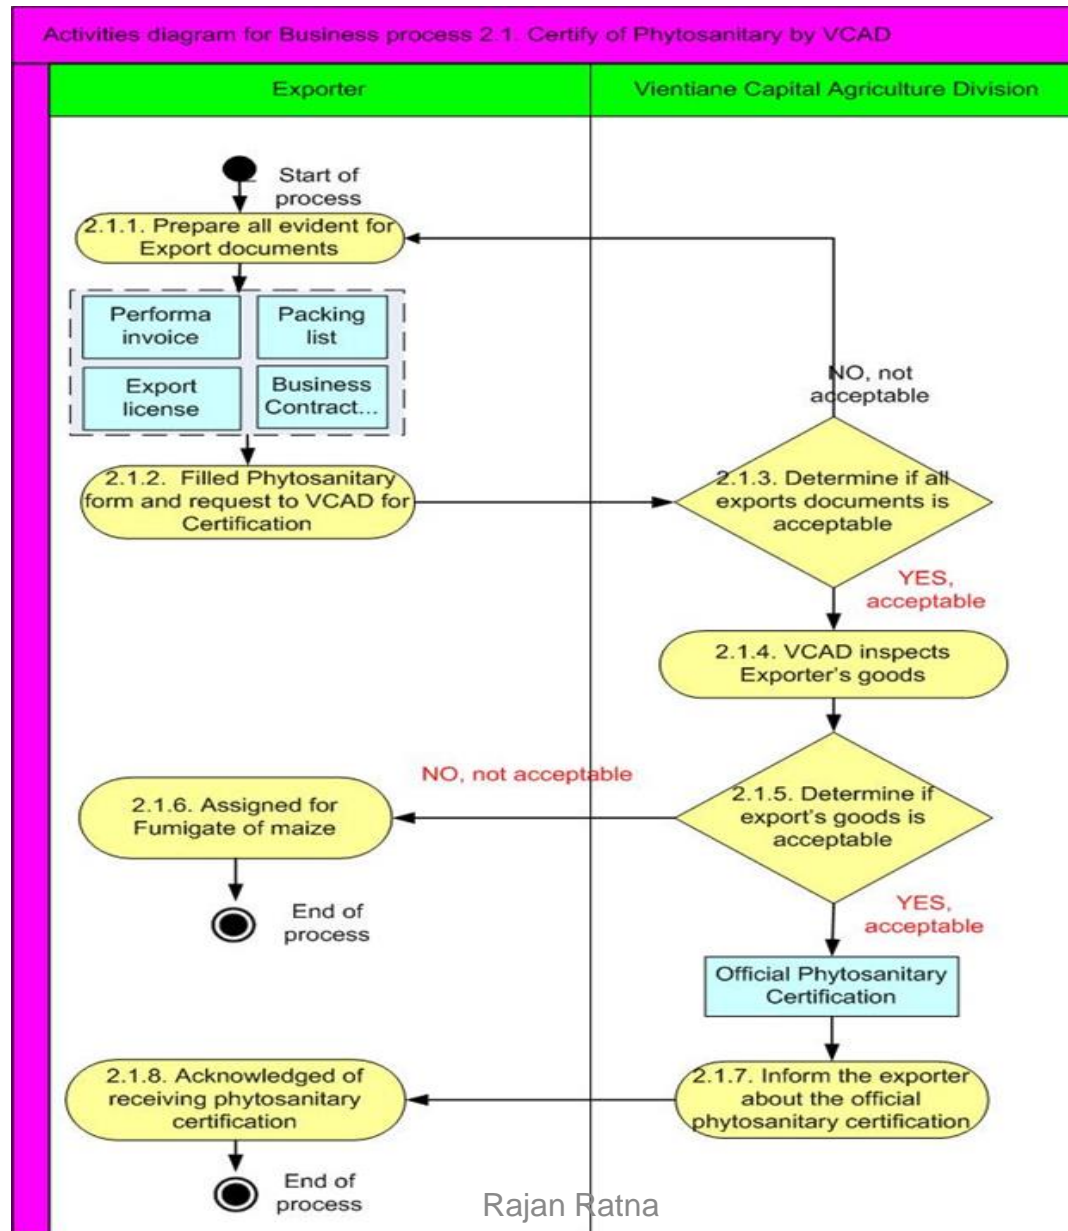 Activities diagram for Business process 2.1. Certify of Phytosanitary by VCAD
Exporter
Vientiane Capital Agriculture Division
Start of
process
2.1.1. Prepare all evident for
Export documents
Performa
invoice
Packing
list
Export
license
Business
Contract...
NO, not
acceptable
2.1.2. Filled Phytosanitary
form and request to VCAD for
Certification
2.1.3. Determine if all
exports documents is
acceptable
YES,
acceptable
2.1.4. VCAD inspects
Exporter's goods
NO, not acceptable
2.1.5. Determine if
export's goods is
acceptable
2.1.6. Assigned for
Fumigate of maize
End of
process
YES,
acceptable
Official Phytosanitary
Certification
2.1.7. Inform the exporter
about the official
phytosanitary certification
2.1.8. Acknowledged of
receiving phytosanitary
certification
End of
process
Rajan Ratna